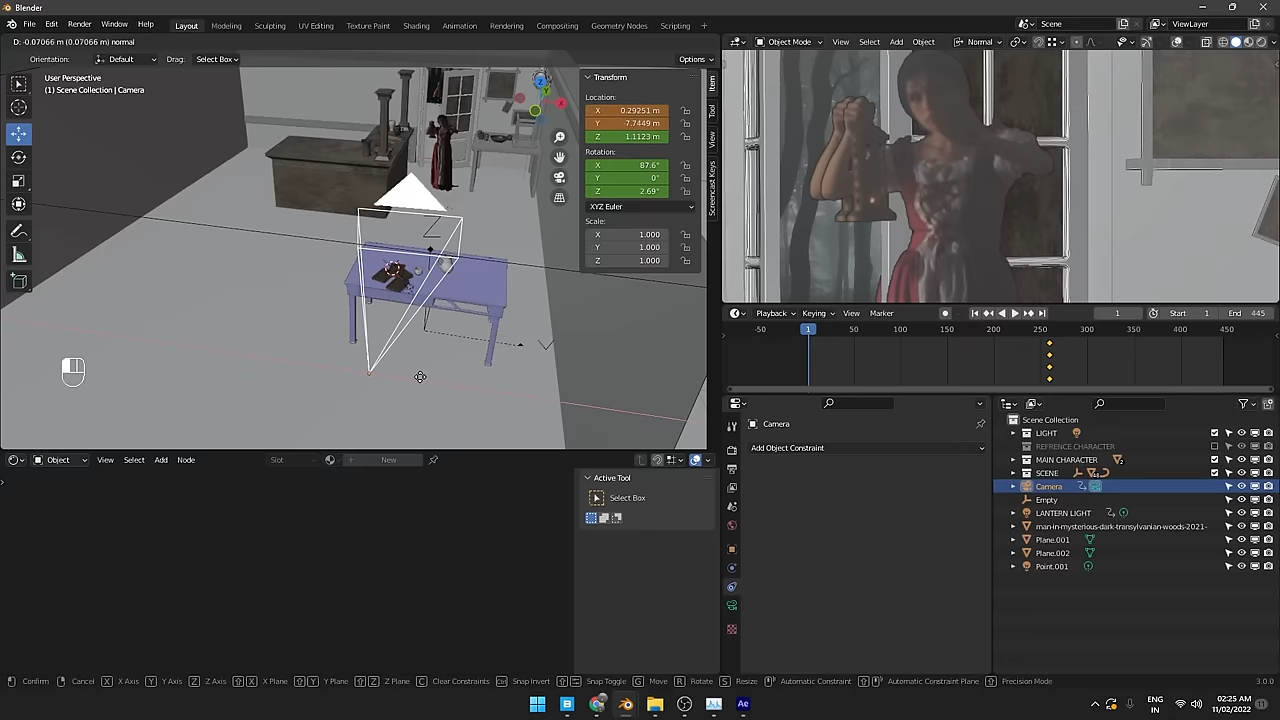 Blender
File Edit Render Window Help Layout Modeling Sculpting UV Editing Texture Paint Shading Animation Rendering Compositing Geometry Nodes Scripting + Scene ViewLayer
D: -0.07066 m (0.07066 m) normal
Object Mode View Select Add Object Normal
Orientation: Default Drag: Select Box Options
User Perspective
(1) Scene Collection | Camera
Transform
Location:
X 0.29251 m
Y -7.7449 m
Z 1.1123 m
Rotation:
X 87.6°
Y 0°
Z 2.69°
XYZ Euler
Scale:
X 1.000
Y 1.000
Z 1.000
Item
Tool
View
Screencast Keys
Playback Keying View Marker 1 Start 1 End 445
-50 1 50 100 150 200 250 300 350 400 450
Camera
Add Object Constraint
Scene Collection
LIGHT
REFRENCE CHARACTER
MAIN CHARACTER
SCENE
Camera
Empty
LANTERN LIGHT
man-in-mysterious-dark-transylvanian-woods-2021-
Plane.001
Plane.002
Point.001
Object View Select Add Node Slot New
Active Tool
Select Box
Confirm Cancel X X Axis Y Y Axis Z Z Axis X X Plane Y Y Plane Z Z Plane C Clear Constraints Snap Invert Snap Toggle G Move R Rotate S Resize Automatic Constraint Automatic Constraint Plane Precision Mode 3.0.0
ENG
IN
02:25 AM
11/02/2022